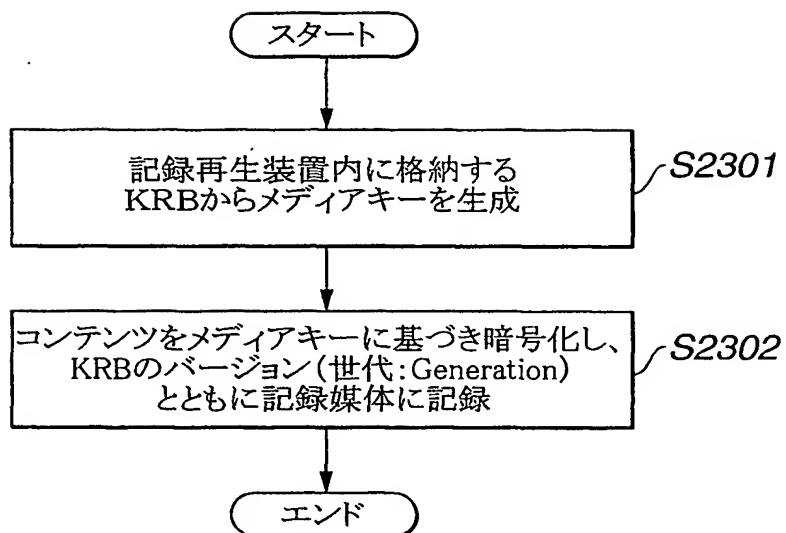 スタート
記録再生装置内に格納する
KRBからメディアキーを生成
S2301
コンテンツをメディアキーに基づき暗号化し、
KRBのバージョン(世代:Generation)
とともに記録媒体に記録
S2302
エンド